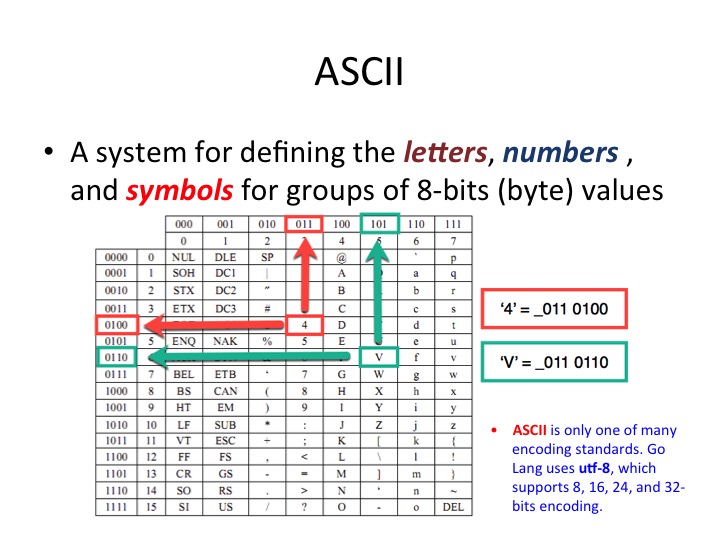 ASCII
• A system for defining the letters, numbers ,
and symbols for groups of 8-bits (byte) values
000 001 010 011 100 101 110 111
0 1 2 4 6 7
0000 0 NUL DLE SP @ ` p
0001 1 SOH DC1 | A a q
0010 2 STX DC2 ″ B b r
0011 3 ETX DC3 # C c s
0100 4 D d t
0101 5 ENQ NAK % 5 E e u
0110 V f v
0111 7 BEL ETB ‘ 7 G W g w
1000 8 BS CAN ( 8 H X h x
1001 9 HT EM ) 9 I Y i y
1010 10 LF SUB * : J Z j z
1011 11 VT ESC + ; K [ k {
1100 12 FF FS , < L \ l !
1101 13 CR GS - = M ] m }
1110 14 SO RS . > N ‘ n ~
1111 15 SI US / ? O - o DEL
‘4’ = _011 0100
‘V’ = _011 0110
• ASCII is only one of many
encoding standards. Go
Lang uses utf-8, which
supports 8, 16, 24, and 32-
bits encoding.